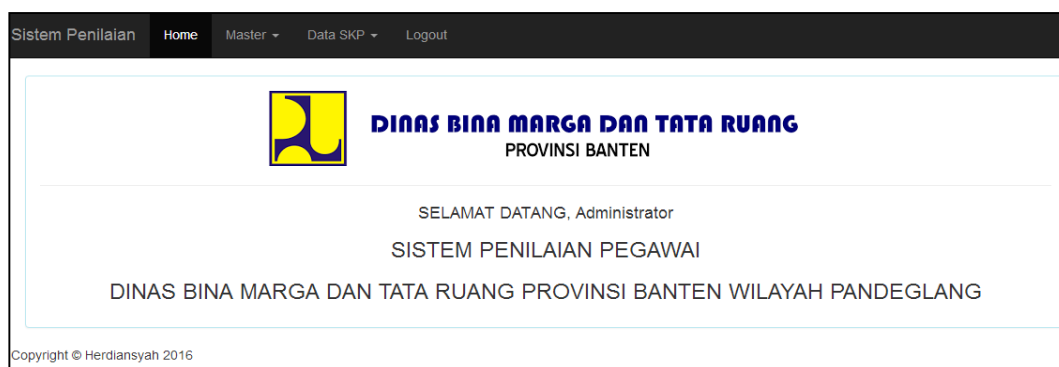 Sistem Penilaian Home Master Data SKP Logout
DINAS BINA MARGA DAN TATA RUANG
PROVINSI BANTEN
SELAMAT DATANG, Administrator
SISTEM PENILAIAN PEGAWAI
DINAS BINA MARGA DAN TATA RUANG PROVINSI BANTEN WILAYAH PANDEGLANG
Copyright © Herdiansyah 2016